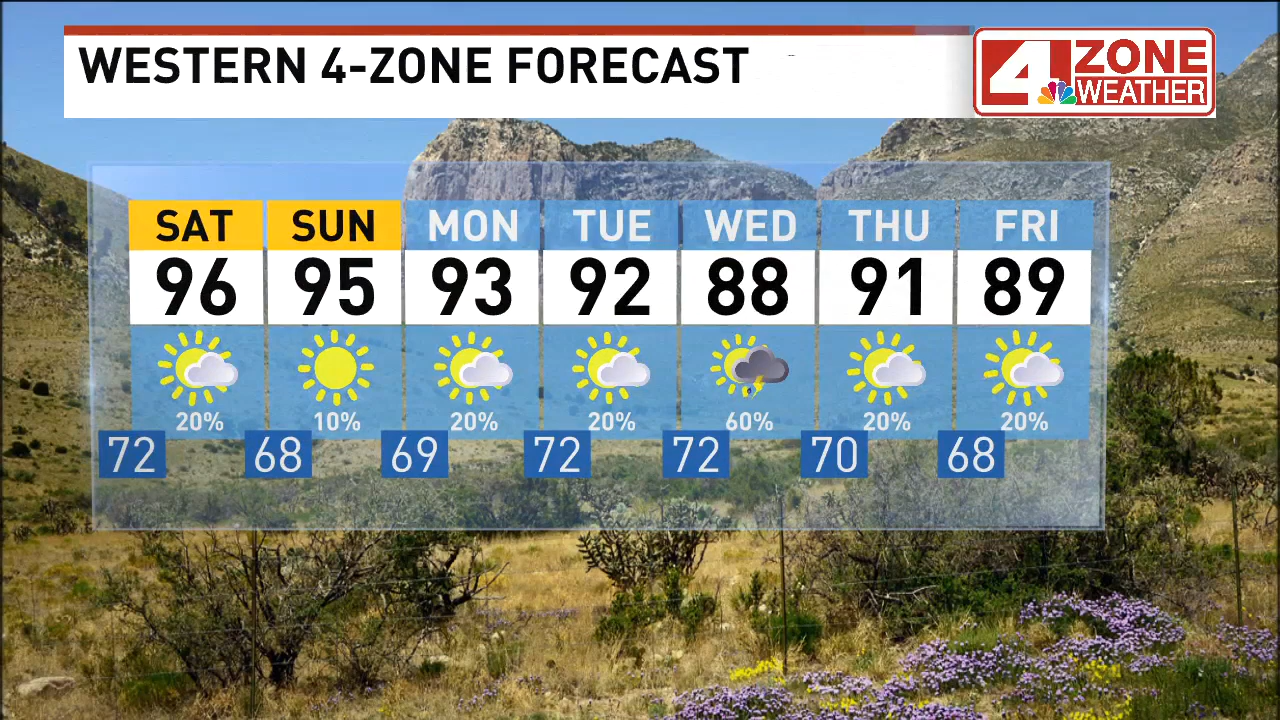 WESTERN 4-ZONE FORECAST
4 ZONE
WEATHER
SAT SUN MON TUE WED THU FRI
96 95 93 92 88 91 89
20% 10% 20% 20% 60% 20% 20%
72 68 69 72 72 70 68